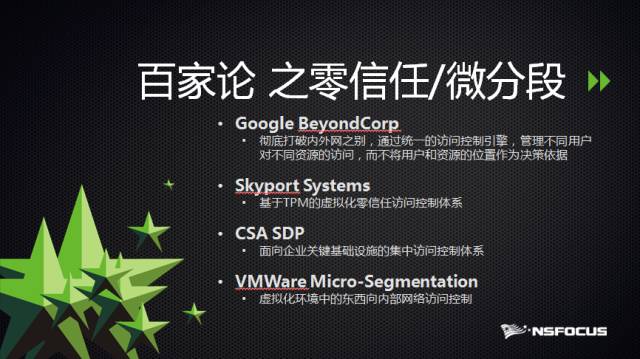 百家论 之零信任/微分段
• Google BeyondCorp
• 彻底打破内外网之别，通过统一的访问控制引擎，管理不同用户
对不同资源的访问，而不将用户和资源的位置作为决策依据
• Skyport Systems
• 基于TPM的虚拟化零信任访问控制体系
• CSA SDP
• 面向企业关键基础设施的集中访问控制体系
• VMWare Micro-Segmentation
• 虚拟化环境中的东西向内部网络访问控制
NSFOCUS